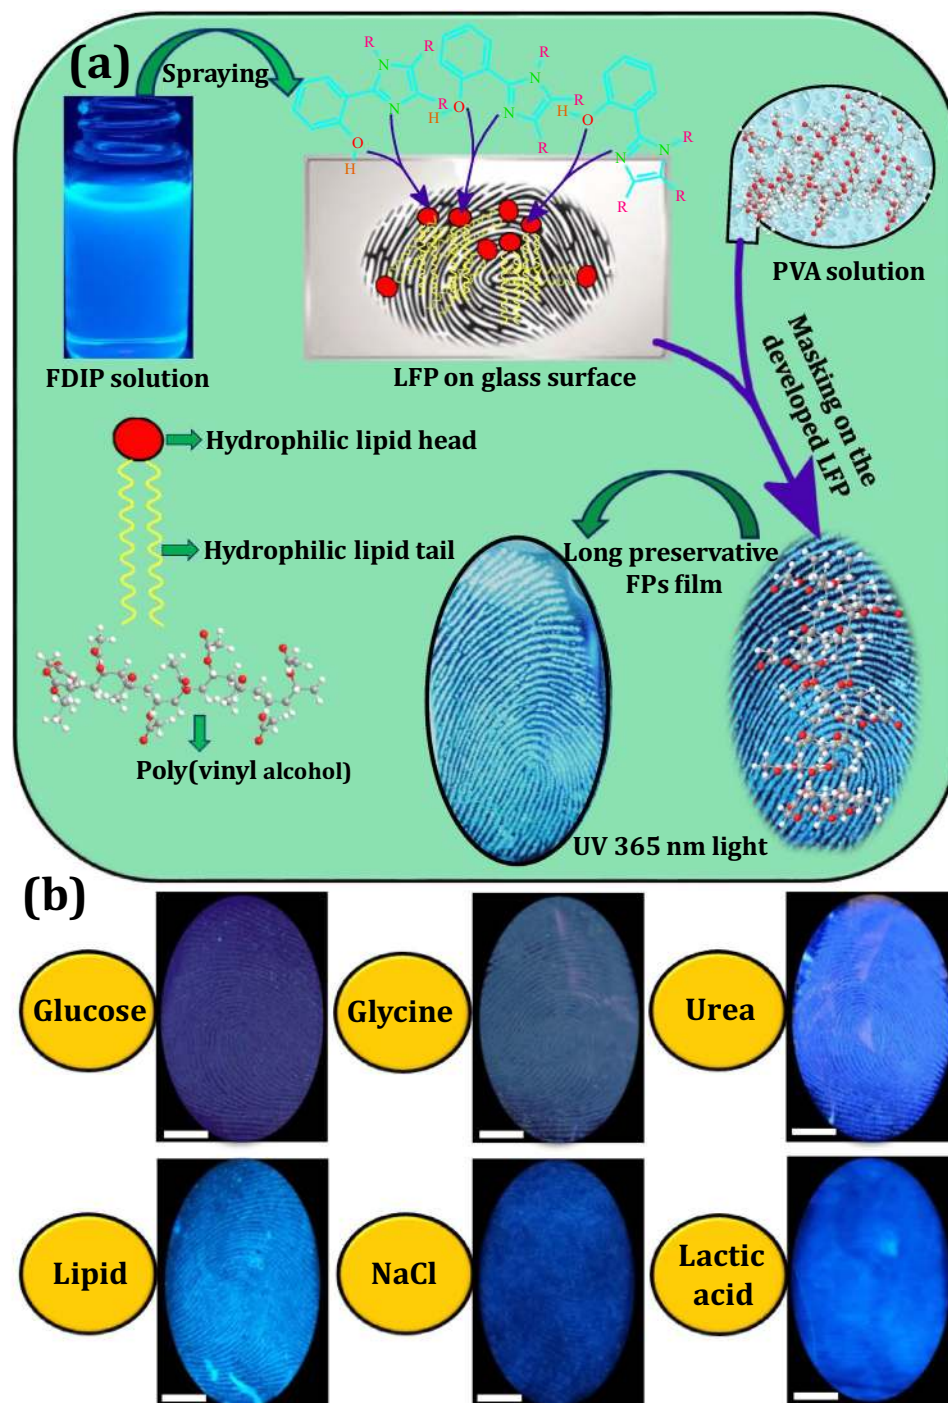 (a)
Spraying
R
R
N
N
R
O
H
R
N
N
R
R
O
H
R
O
H
N
N
R
R
R
FDIP solution
LFP on glass surface
PVA solution
Masking on the
developed LFP
Hydrophilic lipid head
Hydrophilic lipid tail
Long preservative
FPs film
Poly(vinyl alcohol)
UV 365 nm light
(b)
Glucose
Glycine
Urea
Lipid
NaCl
Lactic
acid